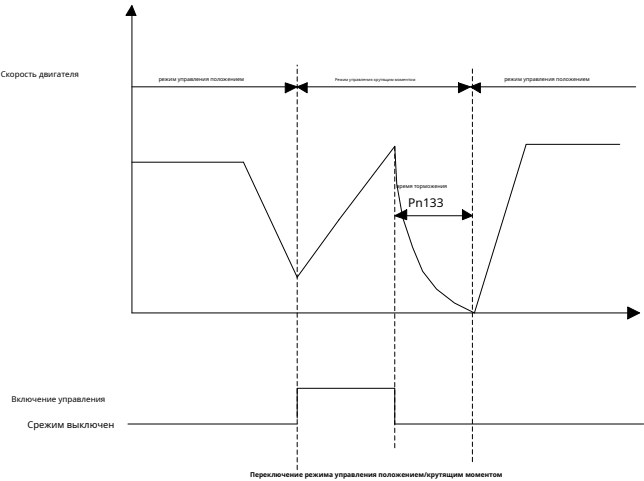 Скорость двигателя
режим управления положением
Режим управления крутящим моментом
режим управления положением
время торможения
Pn133
Включение управления
Срежим выключен
Переключение режима управления положением/крутящим моментом